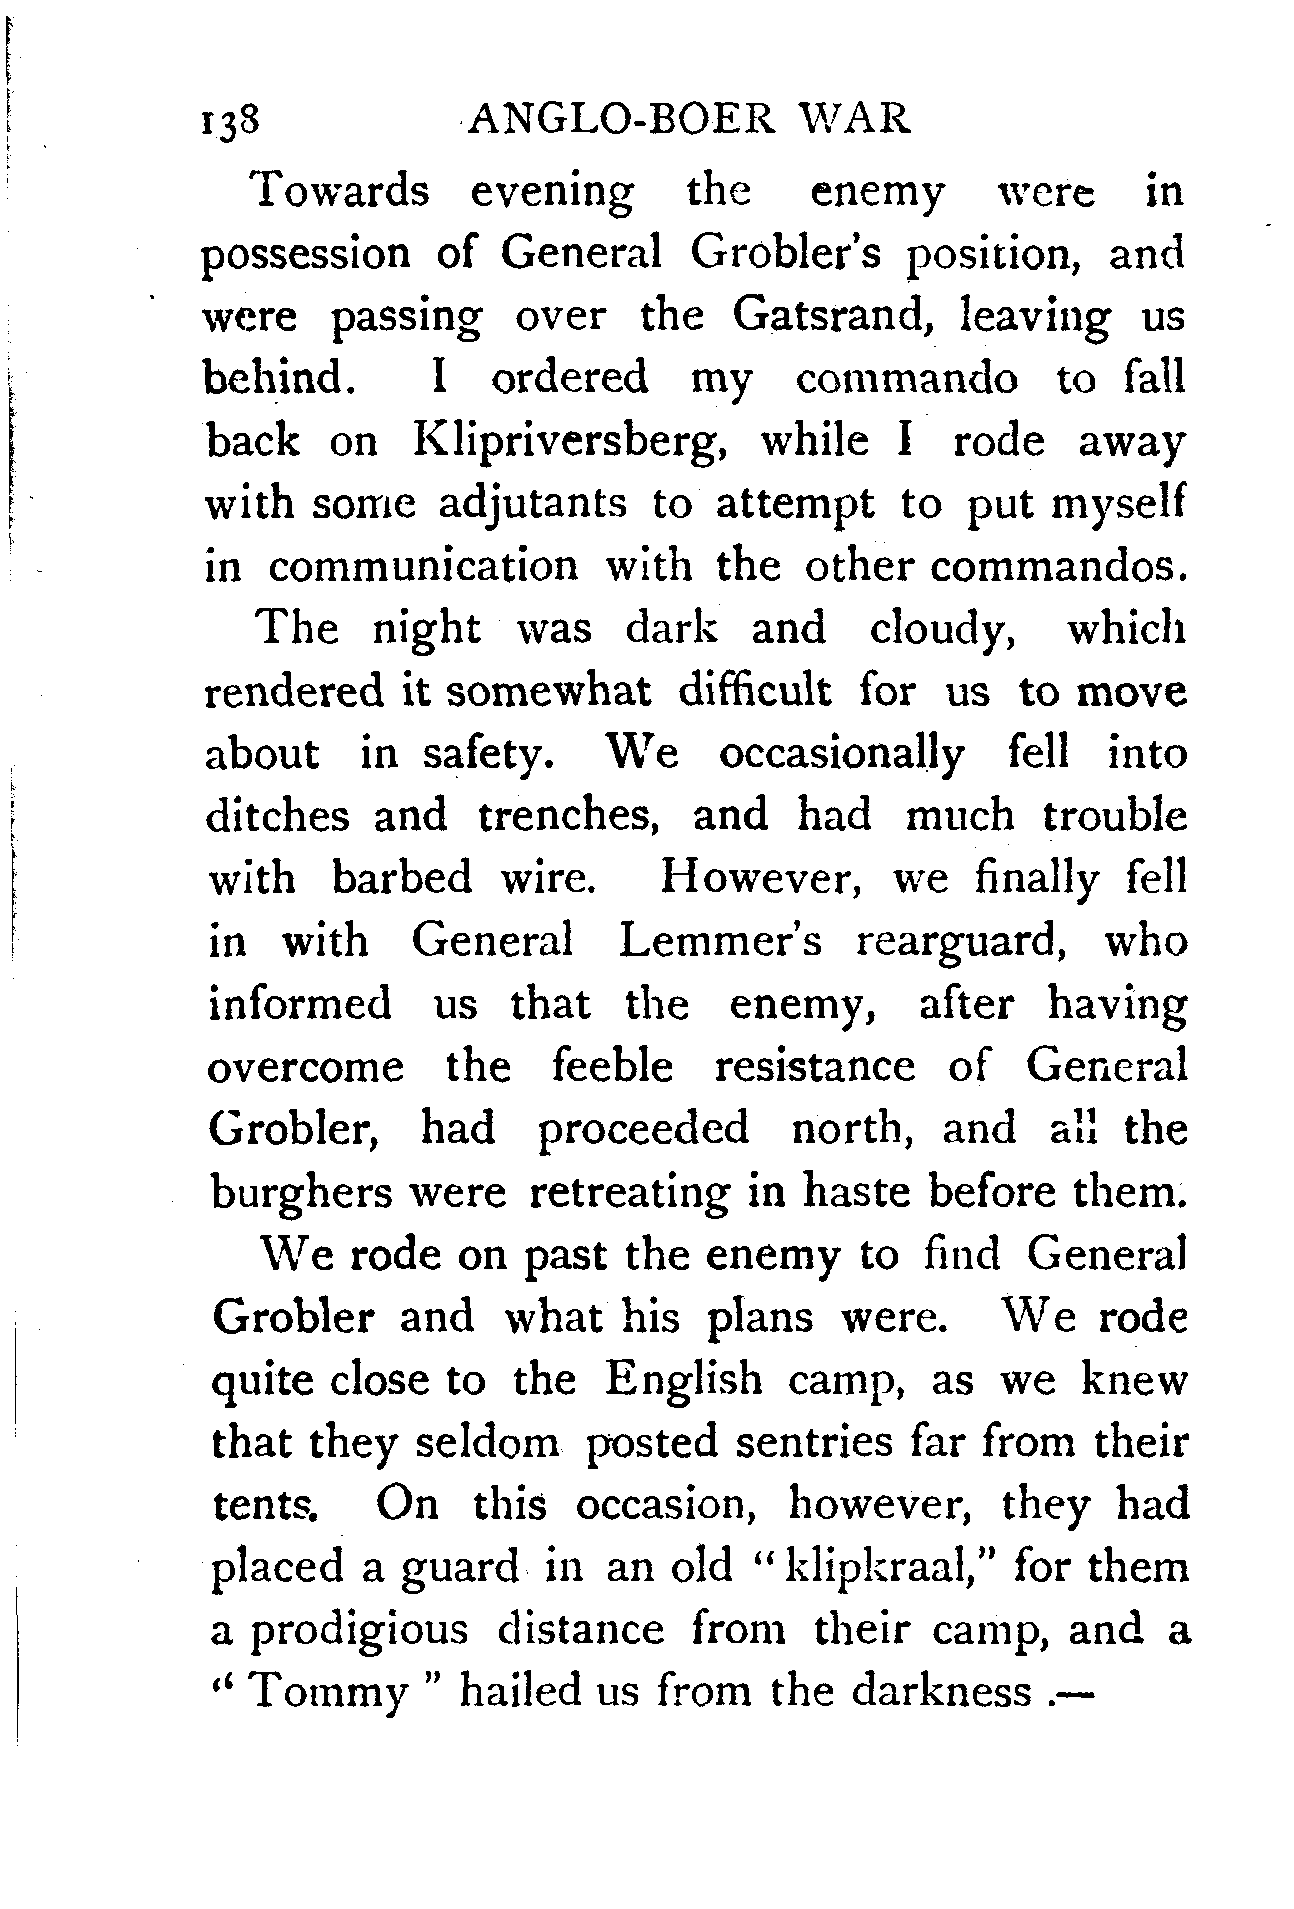 138 ANGLO-BOER WAR
Towards evening the enemy were in
possession of General Grobler's position, and
were passing over the Gatsrand, leaving us
behind. I ordered my commando to fall
back on Klipriversberg, while I rode away
with some adjutants to attempt to put myself
in communication with the other commandos.
The night was dark and cloudy, which
rendered it somewhat difficult for us to move
about in safety. We occasionally fell into
ditches and trenches, and had much trouble
with barbed wire. However, we finally fell
in with General Lemmer's rearguard, who
informed us that the enemy, after having
overcome the feeble resistance of General
Grobler, had proceeded north, and all the
burghers were retreating in haste before them.
We rode on past the enemy to find General
Grobler and what his plans were. We rode
quite close to the English camp, as we knew
that they seldom posted sentries far from their
tents. On this occasion, however, they had
placed a guard in an old "klipkraal," for them
a prodigious distance from their camp, and a
"Tommy" hailed us from the darkness .—